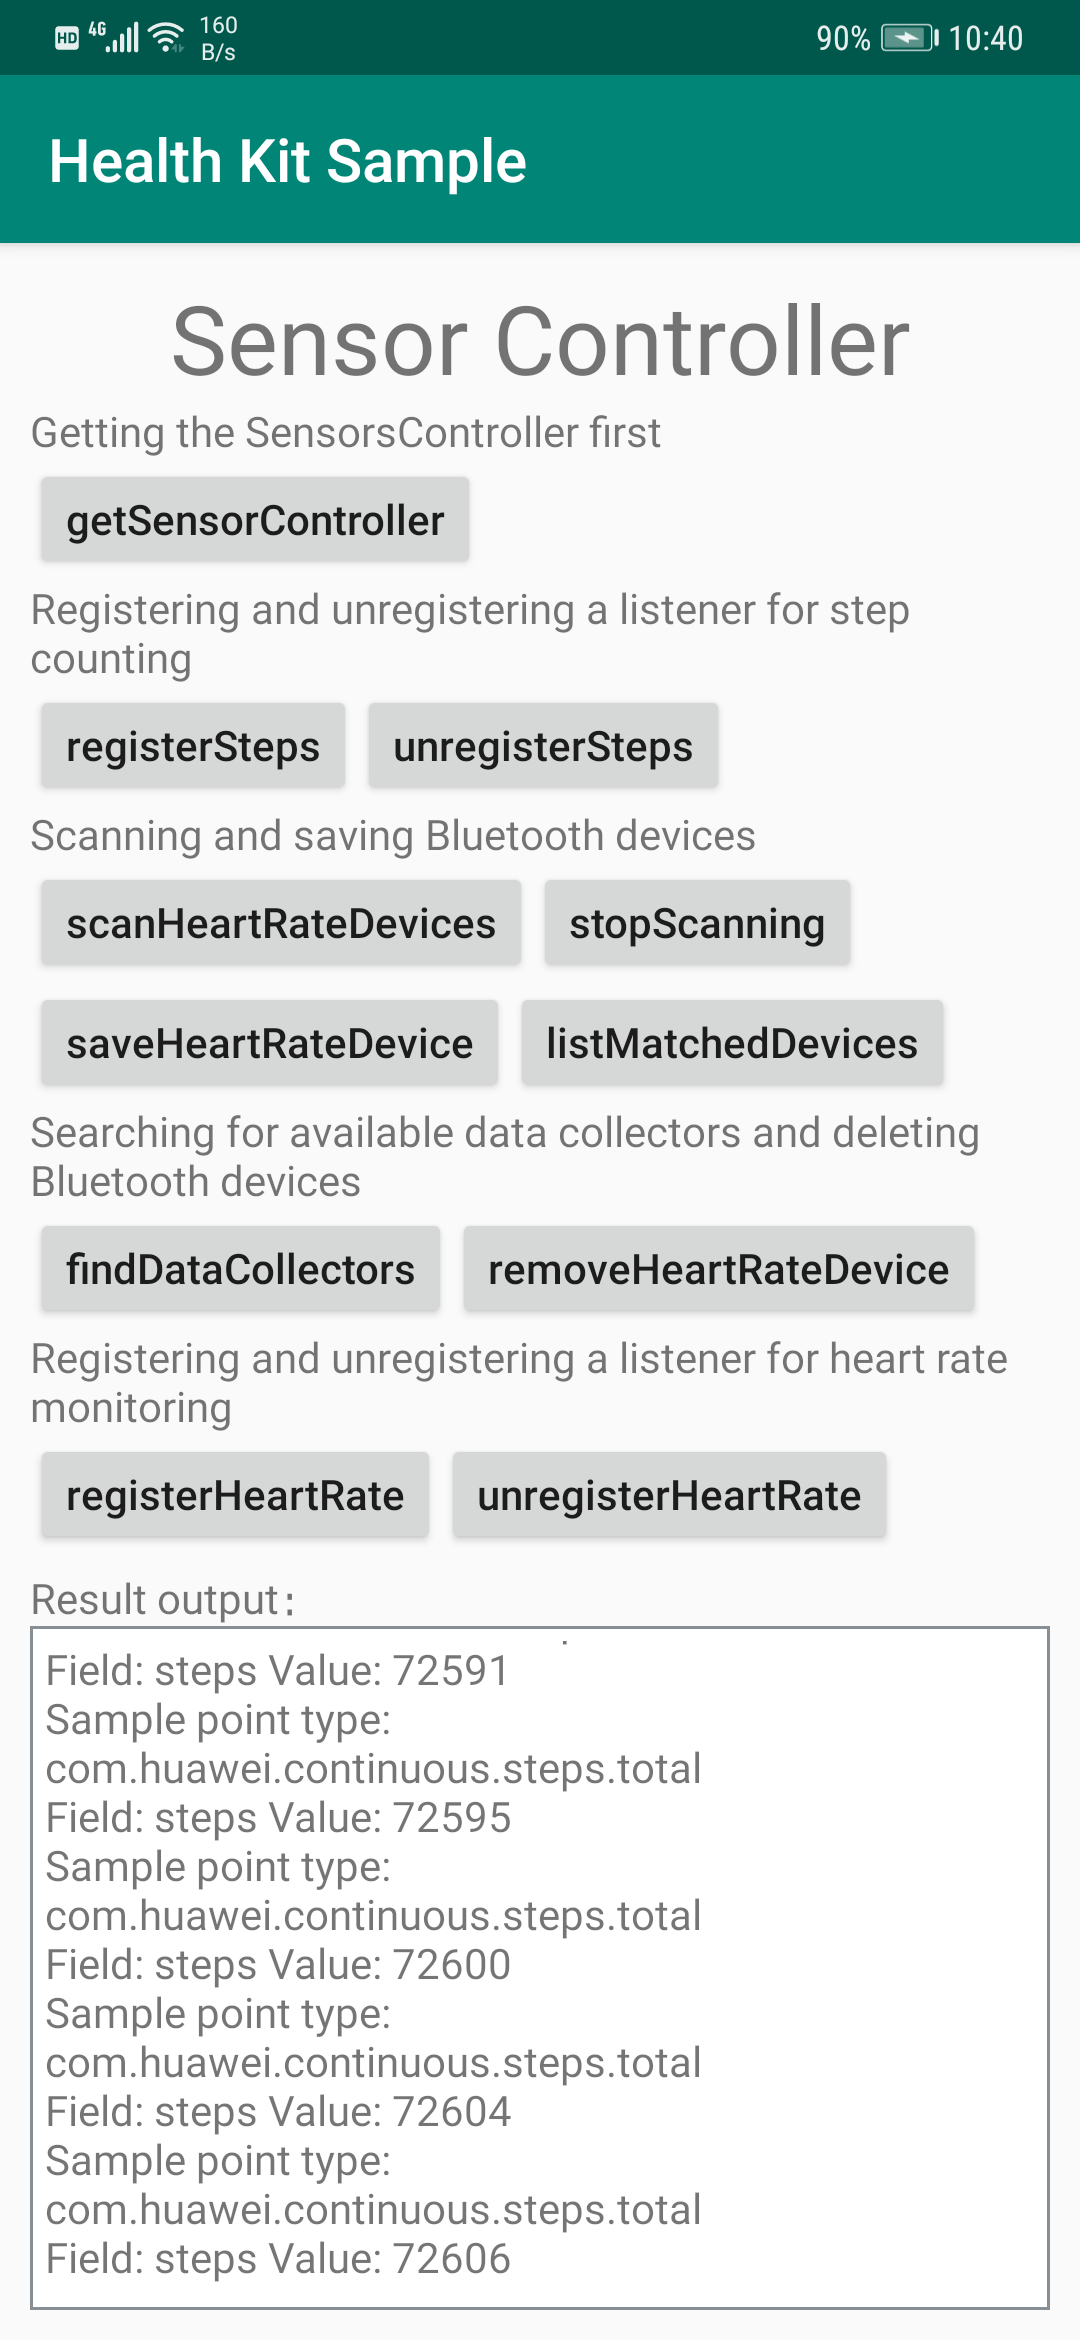 HD 4G 160 B/s 90% 10:40
Health Kit Sample
Sensor Controller
Getting the SensorsController first
getSensorController
Registering and unregistering a listener for step
counting
registerSteps unregisterSteps
Scanning and saving Bluetooth devices
scanHeartRateDevices stopScanning
saveHeartRateDevice listMatchedDevices
Searching for available data collectors and deleting
Bluetooth devices
findDataCollectors removeHeartRateDevice
Registering and unregistering a listener for heart rate
monitoring
registerHeartRate unregisterHeartRate
Result output:
Field: steps Value: 72591
Sample point type:
com.huawei.continuous.steps.total
Field: steps Value: 72595
Sample point type:
com.huawei.continuous.steps.total
Field: steps Value: 72600
Sample point type:
com.huawei.continuous.steps.total
Field: steps Value: 72604
Sample point type:
com.huawei.continuous.steps.total
Field: steps Value: 72606